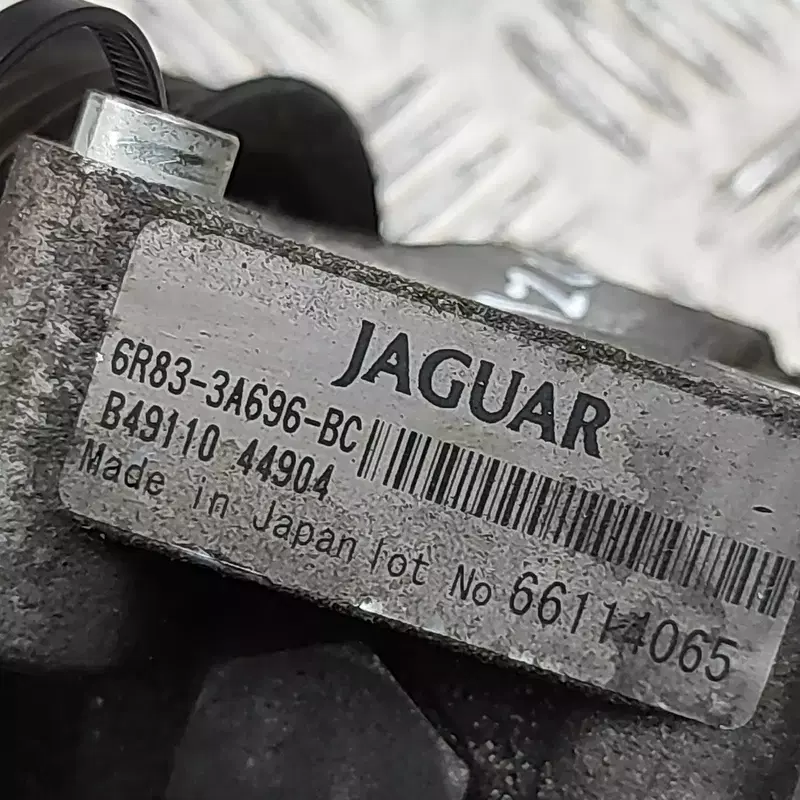 JAGUAR
6R83-3A696-BC
B49110 44904
Made in Japan lot No 66114065